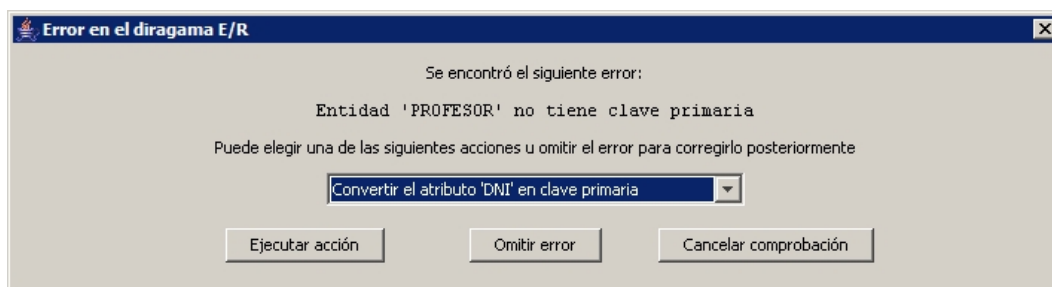 Error en el diragama E/R
Se encontró el siguiente error:
Entidad 'PROFESOR' no tiene clave primaria
Puede elegir una de las siguientes acciones u omitir el error para corregirlo posteriormente
Convertir el atributo 'DNI' en clave primaria
Ejecutar acción Omitir error Cancelar comprobación